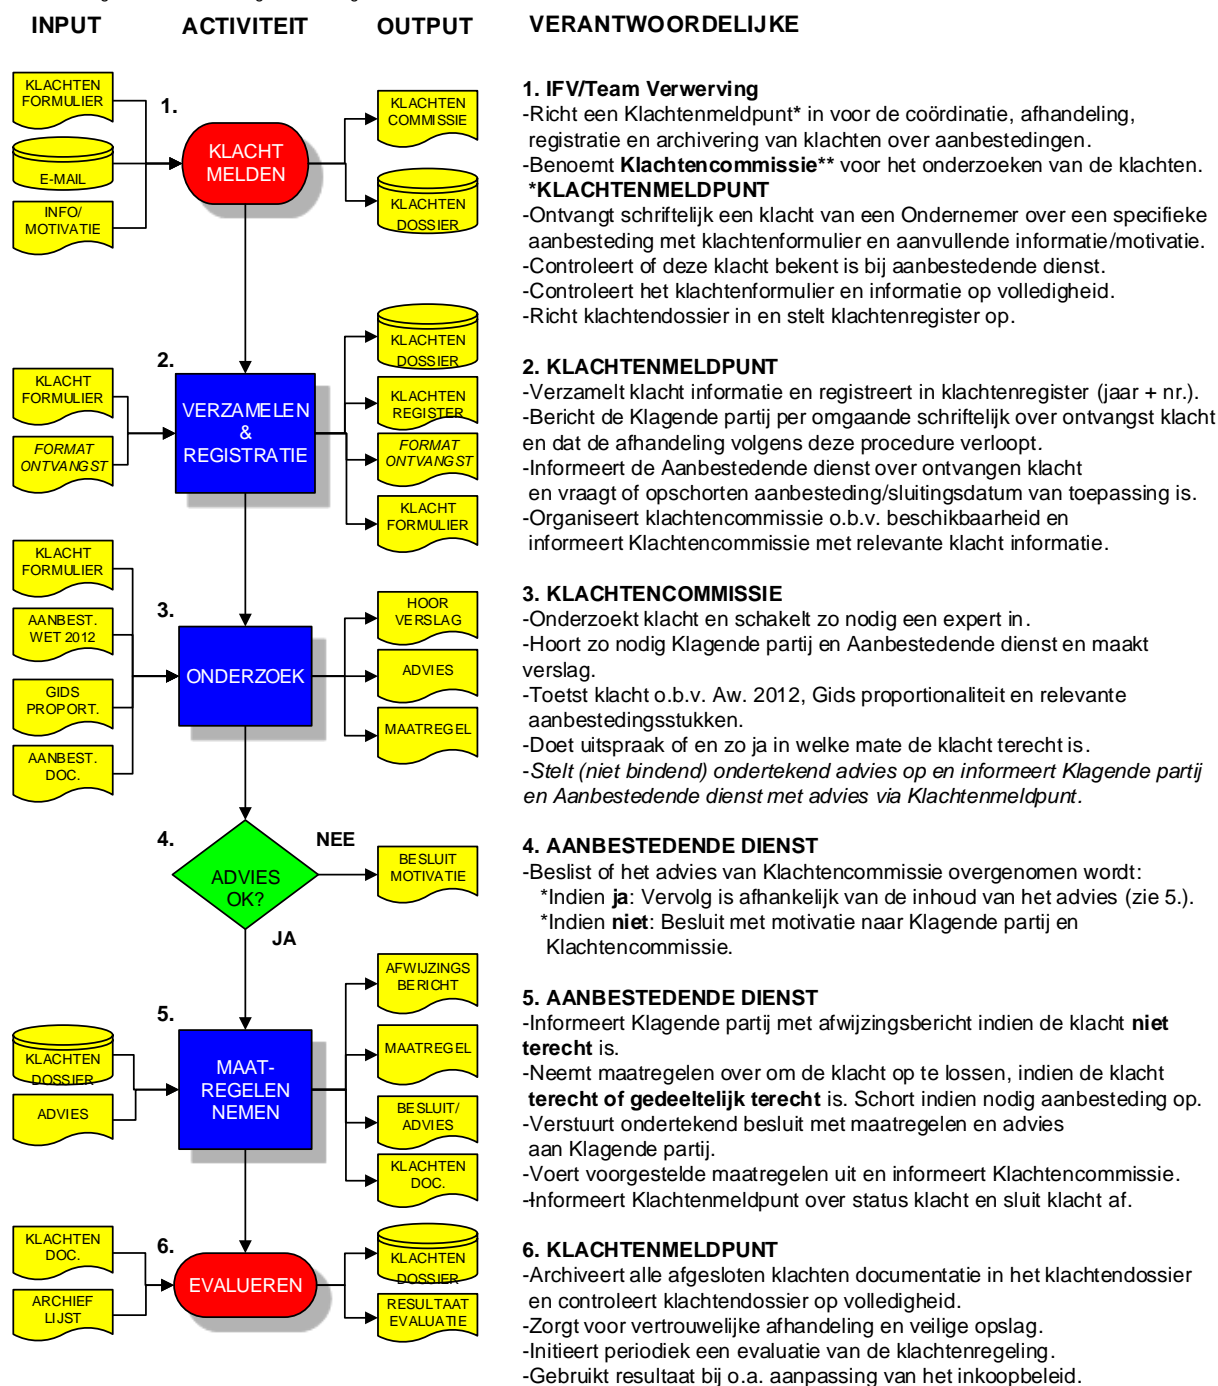 INPUT
ACTIVITEIT
OUTPUT
VERANTWOORDELIJKE
KLACHTEN
FORMULIER
E-MAIL
INFO/
MOTIVATIE
1.
KLACHT
MELDEN
KLACHTEN
COMMISSIE
KLACHTEN
DOSSIER
1. IFV/Team Verwerving
-Richt een Klachtenmeldpunt* in voor de coördinatie, afhandeling,
registratie en archivering van klachten over aanbestedingen.
-Benoemt Klachtencommissie** voor het onderzoeken van de klachten.
*KLACHTENMELDPUNT
-Ontvangt schriftelijk een klacht van een Ondernemer over een specifieke
aanbesteding met klachtenformulier en aanvullende informatie/motivatie.
-Controleert of deze klacht bekent is bij aanbestedende dienst.
-Controleert het klachtenformulier en informatie op volledigheid.
-Richt klachtendossier in en stelt klachtenregister op.
KLACHT
FORMULIER
FORMAT
ONTVANGST
2.
VERZAMELEN
&
REGISTRATIE
KLACHTEN
DOSSIER
KLACHTEN
REGISTER
FORMAT
ONTVANGST
KLACHT
FORMULIER
2. KLACHTENMELDPUNT
-Verzamelt klacht informatie en registreert in klachtenregister (jaar + nr.).
-Bericht de Klagende partij per omgaande schriftelijk over ontvangst klacht
en dat de afhandeling volgens deze procedure verloopt.
-Informeert de Aanbestedende dienst over ontvangen klacht
en vraagt of opschorten aanbesteding/sluitingsdatum van toepassing is.
-Organiseert klachtencommissie o.b.v. beschikbaarheid en
informeert Klachtencommissie met relevante klacht informatie.
KLACHT
FORMULIER
AANBEST.
WET 2012
GIDS
PROPORT.
AANBEST.
DOC.
3.
ONDERZOEK
HOOR
VERSLAG
ADVIES
MAATREGEL
3. KLACHTENCOMMISSIE
-Onderzoekt klacht en schakelt zo nodig een expert in.
-Hoort zo nodig Klagende partij en Aanbestedende dienst en maakt
verslag.
-Toetst klacht o.b.v. Aw. 2012, Gids proportionaliteit en relevante
aanbestedingsstukken.
-Doet uitspraak of en zo ja in welke mate de klacht terecht is.
-Stelt (niet bindend) ondertekend advies op en informeert Klagende partij
en Aanbestedende dienst met advies via Klachtenmeldpunt.
4.
ADVIES
OK?
NEE
JA
BESLUIT
MOTIVATIE
4. AANBESTEDENDE DIENST
-Beslist of het advies van Klachtencommissie overgenomen wordt:
*Indien ja: Vervolg is afhankelijk van de inhoud van het advies (zie 5.).
*Indien niet: Besluit met motivatie naar Klagende partij en
Klachtencommissie.
KLACHTEN
DOSSIER
ADVIES
5.
MAAT-
REGELEN
NEMEN
AFWIJZINGS
BERICHT
MAATREGEL
BESLUIT/
ADVIES
KLACHTEN
DOC.
5. AANBESTEDENDE DIENST
-Informeert Klagende partij met afwijzingsbericht indien de klacht niet
terecht is.
-Neemt maatregelen over om de klacht op te lossen, indien de klacht
terecht of gedeeltelijk terecht is. Schort indien nodig aanbesteding op.
-Verstuurt ondertekend besluit met maatregelen en advies
aan Klagende partij.
-Voert voorgestelde maatregelen uit en informeert Klachtencommissie.
-Informeert Klachtenmeldpunt over status klacht en sluit klacht af.
KLACHTEN
DOC.
ARCHIEF
LIJST
6.
EVALUEREN
KLACHTEN
DOSSIER
RESULTAAT
EVALUATIE
6. KLACHTENMELDPUNT
-Archiveert alle afgesloten klachten documentatie in het klachtendossier
en controleert klachtendossier op volledigheid.
-Zorgt voor vertrouwelijke afhandeling en veilige opslag.
-Initieert periodiek een evaluatie van de klachtenregeling.
-Gebruikt resultaat bij o.a. aanpassing van het inkoopbeleid.